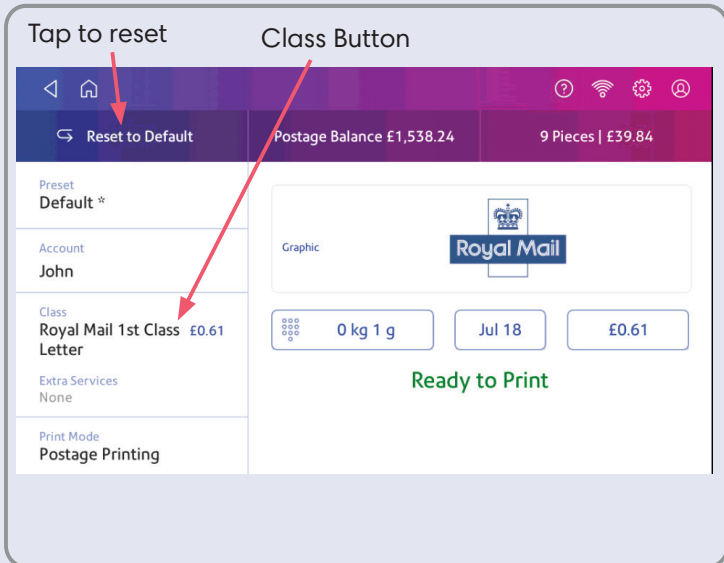 Tap to reset
Class Button
Reset to Default
Postage Balance £1,538.24
9 Pieces | £39.84
Preset
Default *
Account
John
Class
Royal Mail 1st Class £0.61
Letter
Extra Services
None
Print Mode
Postage Printing
Graphic
Royal Mail
0 kg 1 g
Jul 18
£0.61
Ready to Print